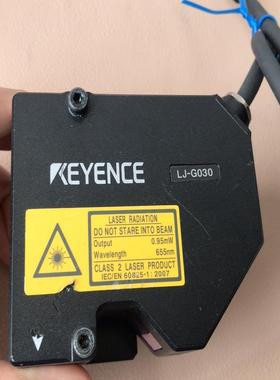 KEYENCE
LJ-G030
LASER RADIATION
DO NOT STARE INTO BEAM
Output 0.95mW
Wavelength 655nm
CLASS 2 LASER PRODUCT
IEC/EN 60825-1: 2007